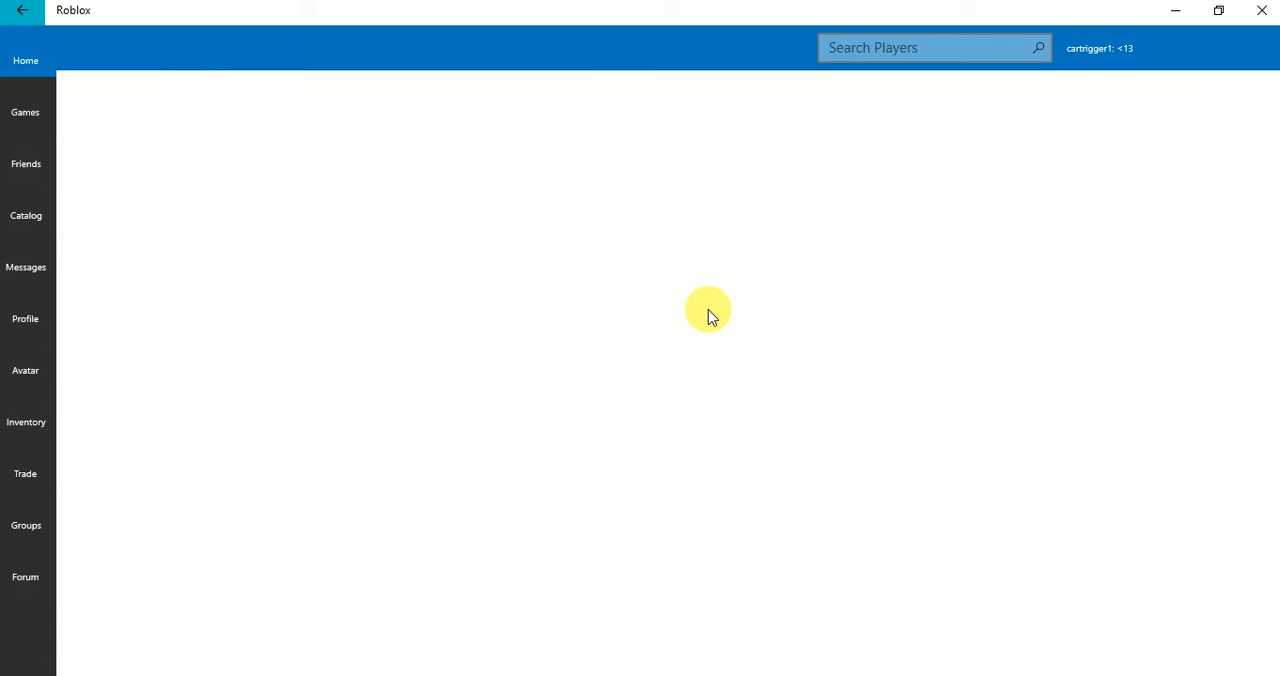 Roblox
Search Players
cartrigger1: <13
Home
Games
Friends
Catalog
Messages
Profile
Avatar
Inventory
Trade
Groups
Forum